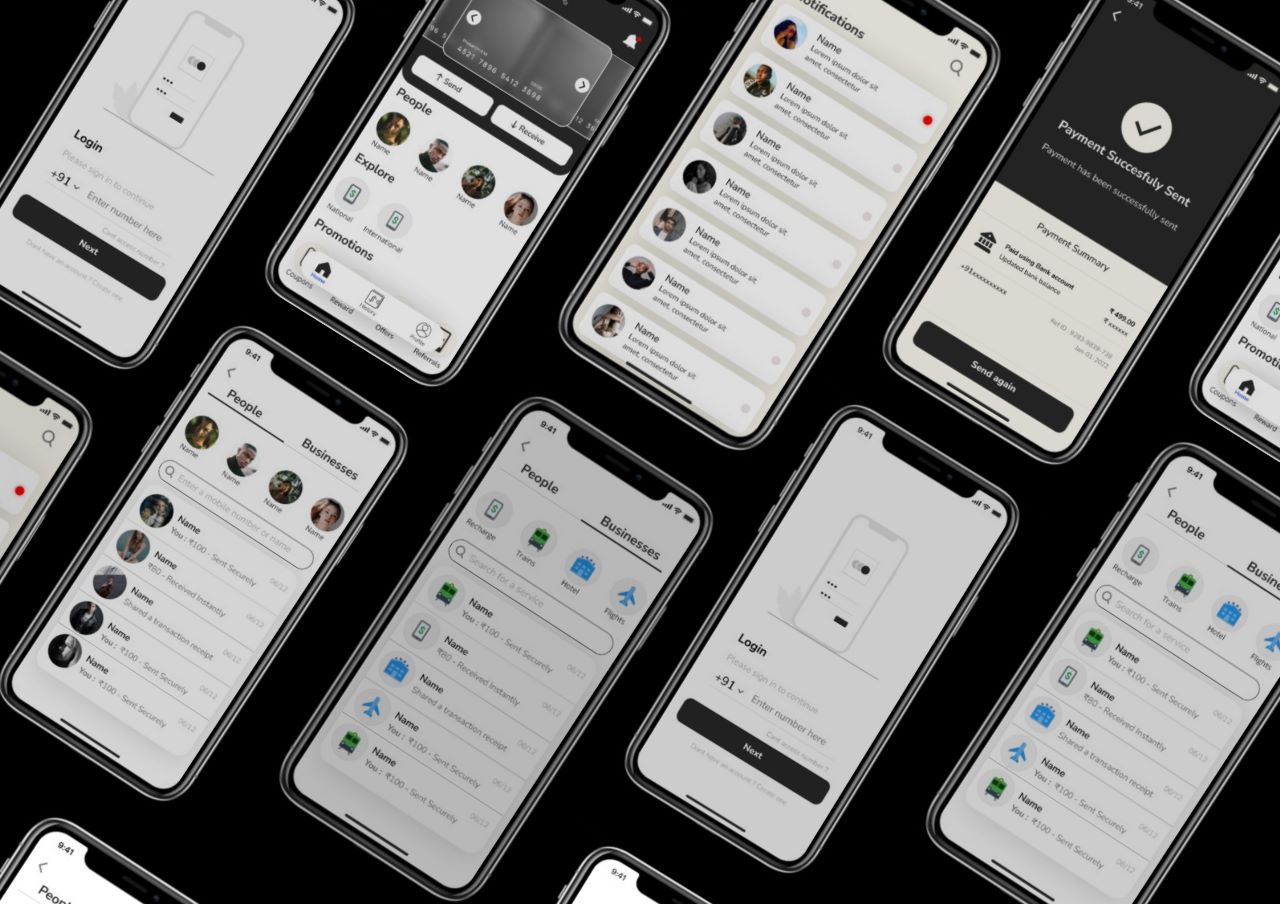 Login
Please sign in to continue
+91
Enter number here
Cant access number ?
Next
Dont have an account ? Create one
4521 7896 5412 3698
↑ Send
↓ Receive
People
Name
Name
Name
Name
Explore
National
International
Promotions
Coupons
Reward
Offers
Referrals
Home
History
Profile
Notifications
Name
Lorem ipsum dolor sit
amet, consectetur
Name
Lorem ipsum dolor sit
amet, consectetur
Name
Lorem ipsum dolor sit
amet, consectetur
Name
Lorem ipsum dolor sit
amet, consectetur
Name
Lorem ipsum dolor sit
amet, consectetur
Name
Lorem ipsum dolor sit
amet, consectetur
Name
Lorem ipsum dolor sit
amet, consectetur
9:41
Payment Succesfuly Sent
Payment has been successfully sent
Payment Summary
Paid using Bank account
Updated bank balance
+91xxxxxxxxxx
₹ 499.00
₹ xxxxxx
Jan 01, 2023
Send again
National
Promotions
Home
Coupons
Reward
9:41
People
Businesses
Name
Name
Name
Name
Enter a mobile number or name
Name
You : ₹100 - Sent Securely
06/12
Name
₹80 - Received Instantly
06/12
Name
Shared a transaction receipt
06/12
Name
You : ₹100 - Sent Securely
06/12
Name
You : ₹100 - Sent Securely
06/12
9:41
People
Businesses
Recharge
Trains
Hotel
Flights
Search for a service
Name
You : ₹100 - Sent Securely
06/12
Name
₹80 - Received Instantly
06/12
Name
Shared a transaction receipt
06/12
Name
You : ₹100 - Sent Securely
06/12
Name
You : ₹100 - Sent Securely
06/12
9:41
Login
Please sign in to continue
+91
Enter number here
Cant access number ?
Next
Dont have an account ? Create one
9:41
People
Busine
Recharge
Trains
Hotel
Flights
Search for a service
Name
You : ₹100 - Sent Securely
06/12
Name
₹80 - Received Instantly
06/12
Name
Shared a transaction receipt
06/12
Name
You : ₹100 - Sent Securely
06/12
Name
You : ₹100 - Sent Securely
06/12
9:41
Peop
9:41